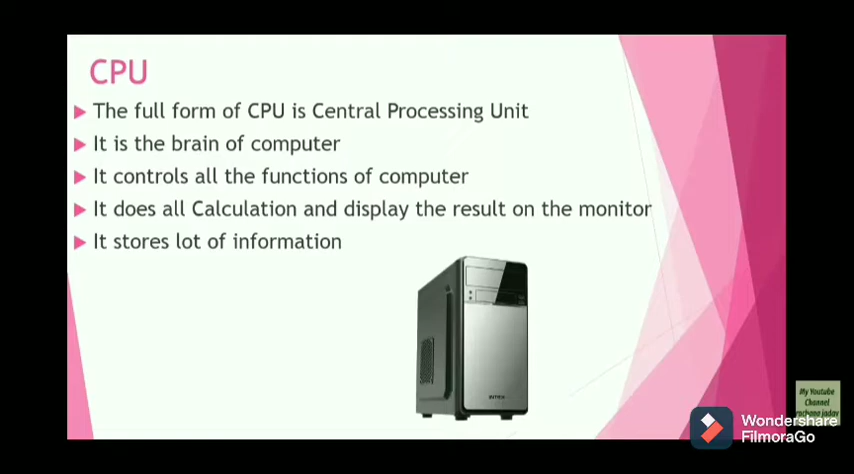 CPU
The full form of CPU is Central Processing Unit
It is the brain of computer
It controls all the functions of computer
It does all Calculation and display the result on the monitor
It stores lot of information
My Youtube
Channel
Wondershare
FilmoraGo